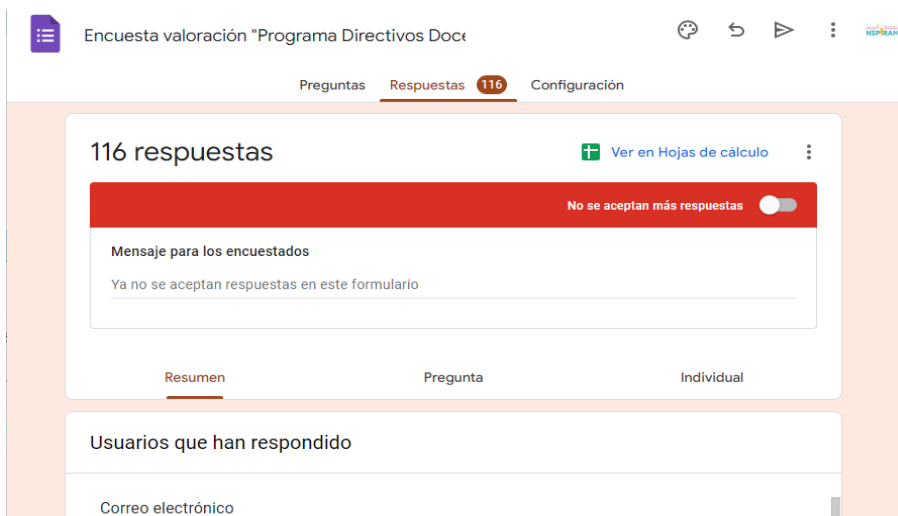 Encuesta valoración "Programa Directivos Doce
Preguntas Respuestas 116 Configuración
116 respuestas
Ver en Hojas de cálculo
No se aceptan más respuestas
Mensaje para los encuestados
Ya no se aceptan respuestas en este formulario
Resumen Pregunta Individual
Usuarios que han respondido
Correo electrónico